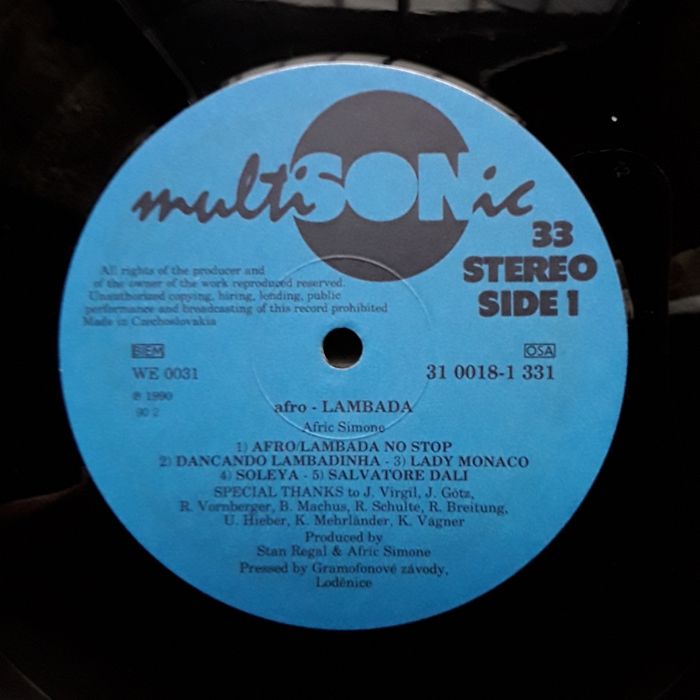 multiSONic
33
STEREO
SIDE 1
All rights of the producer and
of the owner of the work reproduced reserved.
Unauthorized copying, hiring, lending, public
performance and broadcasting of this record prohibited
Made in Czechoslovakia
BIEM
OSA
WE 0031
31 0018-1 331
℗ 1990
90 2
afro - LAMBADA
Afric Simone
1) AFRO/LAMBADA NO STOP
2) DANCANDO LAMBADINHA - 3) LADY MONACO
4) SOLEYA - 5) SALVATORE DALI
SPECIAL THANKS to J. Virgil, J. Götz,
R. Vornberger, B. Machus, R. Schulte, R. Breitung,
U. Hieber, K. Mehrländer, K. Vagner
Produced by
Stan Regal & Afric Simone
Pressed by Gramofonové závody,
Loděnice